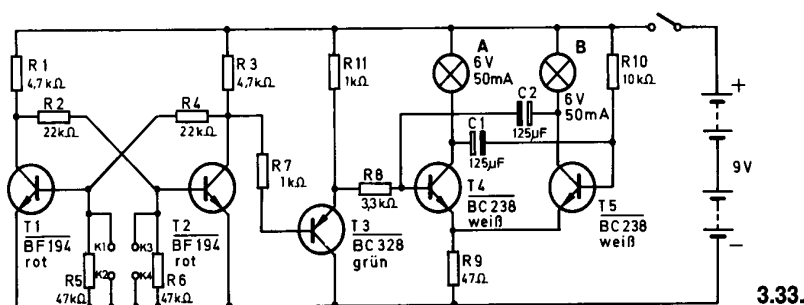 A
B
R1
4,7kΩ
R2
22kΩ
R3
4,7kΩ
R4
22kΩ
R11
1kΩ
6V
50mA
6V
50mA
R10
10kΩ
C2
125µF
C1
125µF
R7
1kΩ
R8
3,3kΩ
T1
BF194
rot
T2
BF194
rot
T3
BC328
grün
T4
BC238
weiß
T5
BC238
weiß
K1
K2
K3
K4
R5
47kΩ
R6
47kΩ
R9
47Ω
+
9V
−
3.33.